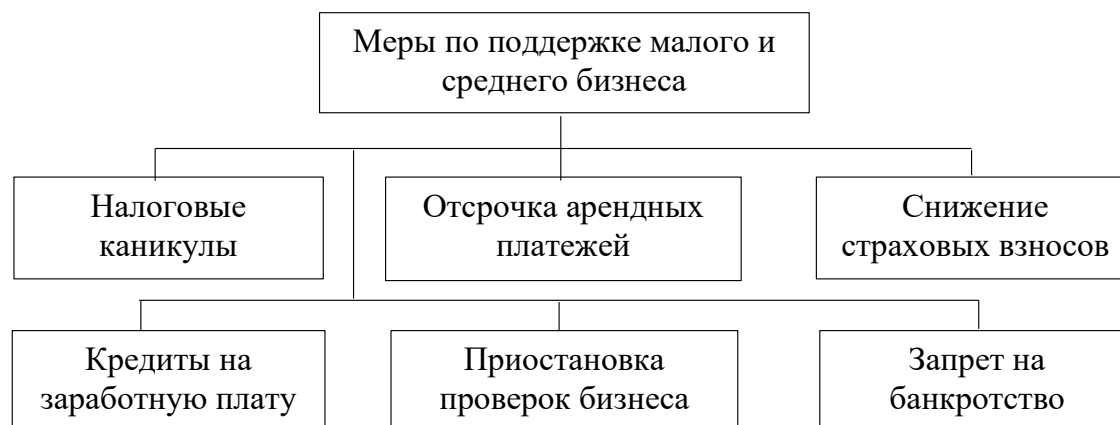 Меры по поддержке малого и
среднего бизнеса
Налоговые
каникулы
Отсрочка арендных
платежей
Снижение
страховых взносов
Кредиты на
заработную плату
Приостановка
проверок бизнеса
Запрет на
банкротство